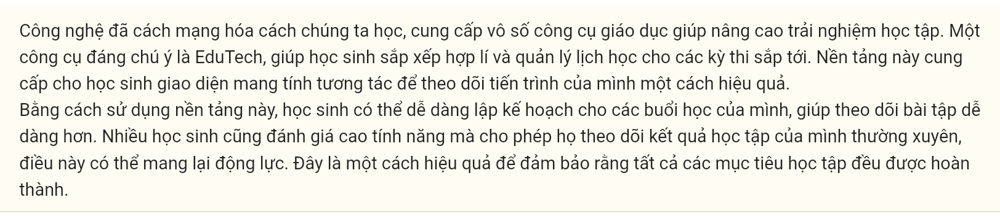 Công nghệ đã cách mạng hóa cách chúng ta học, cung cấp vô số công cụ giáo dục giúp nâng cao trải nghiệm học tập. Một
công cụ đáng chú ý là EduTech, giúp học sinh sắp xếp hợp lí và quản lý lịch học cho các kỳ thi sắp tới. Nền tảng này cung
cấp cho học sinh giao diện mang tính tương tác để theo dõi tiến trình của mình một cách hiệu quả.
Bằng cách sử dụng nền tảng này, học sinh có thể dễ dàng lập kế hoạch cho các buổi học của mình, giúp theo dõi bài tập dễ
dàng hơn. Nhiều học sinh cũng đánh giá cao tính năng mà cho phép họ theo dõi kết quả học tập của mình thường xuyên,
điều này có thể mang lại động lực. Đây là một cách hiệu quả để đảm bảo rằng tất cả các mục tiêu học tập đều được hoàn
thành.